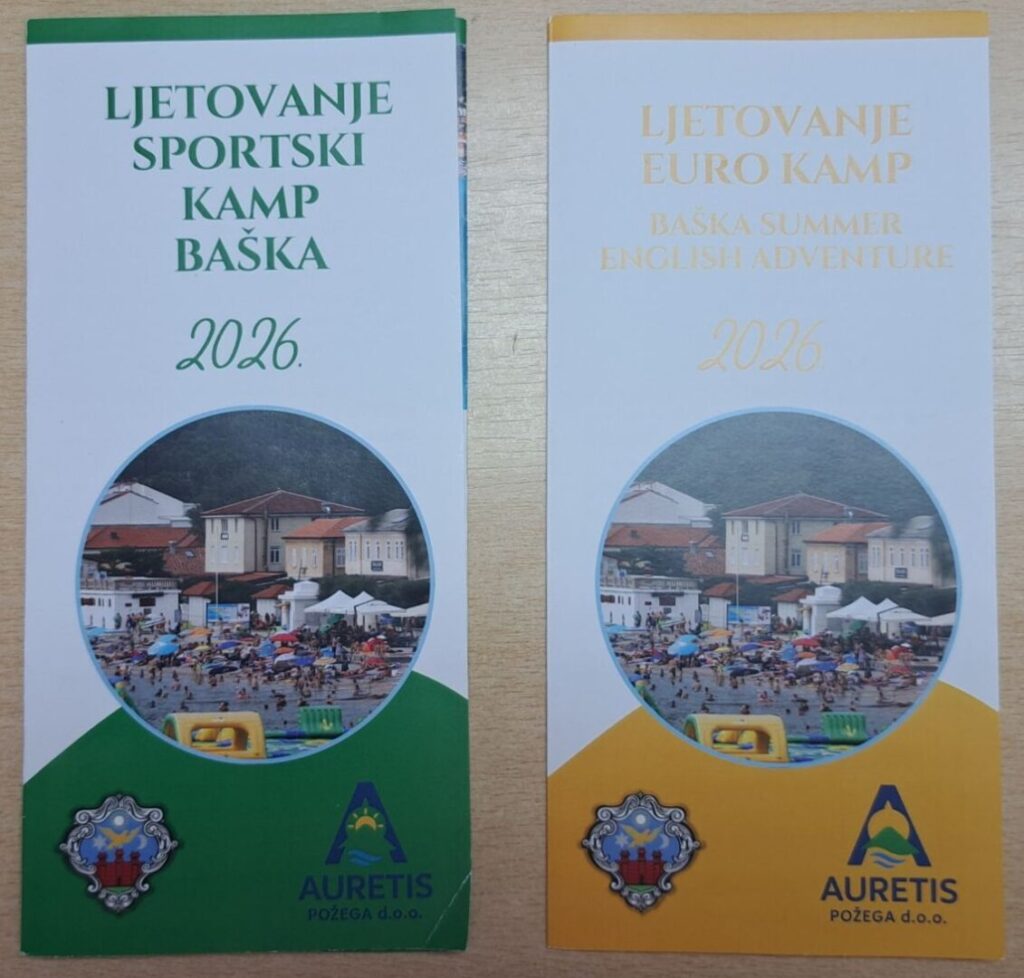 LJETOVANJE
SPORTSKI
KAMP
BAŠKA
2026.
AURETIS
POŽEGA d.o.o.
LJETOVANJE
EURO KAMP
BAŠKA SUMMER
ENGLISH ADVENTURE
2026
AURETIS
POŽEGA d.o.o.